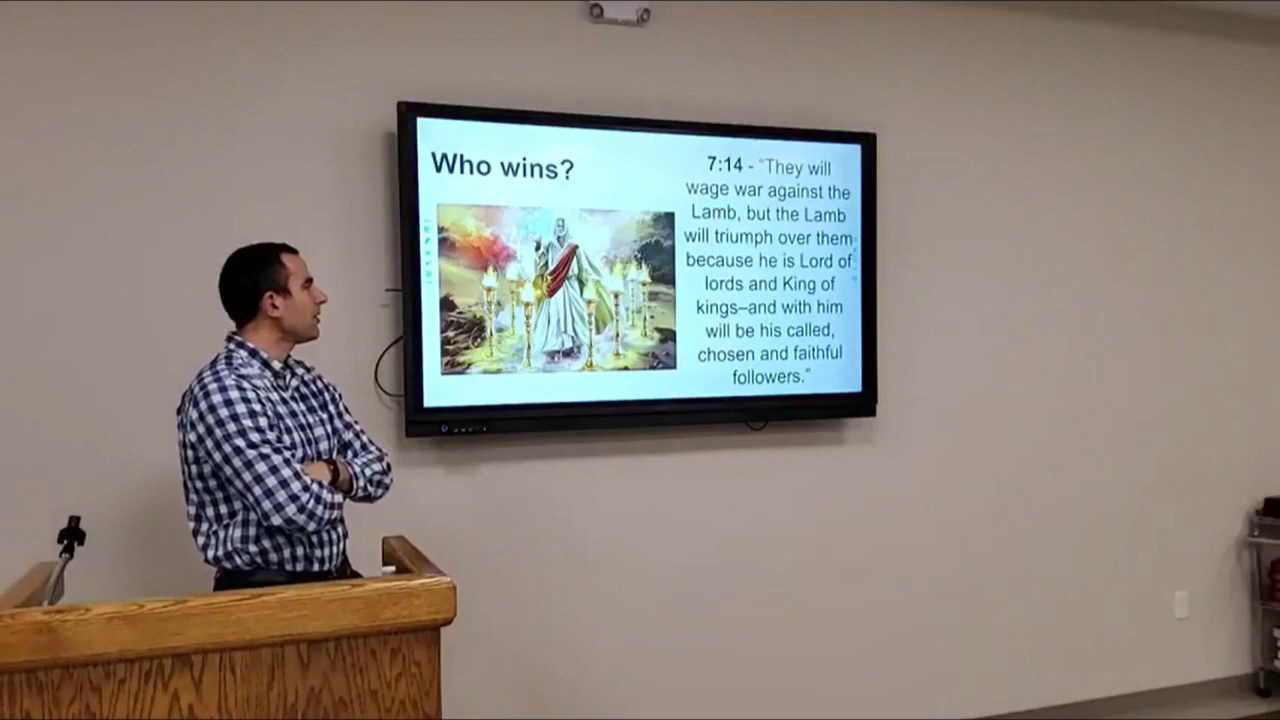 Who wins?
7:14 - “They will
wage war against the
Lamb, but the Lamb
will triumph over them
because he is Lord of
lords and King of
kings–and with him
will be his called,
chosen and faithful
followers.”